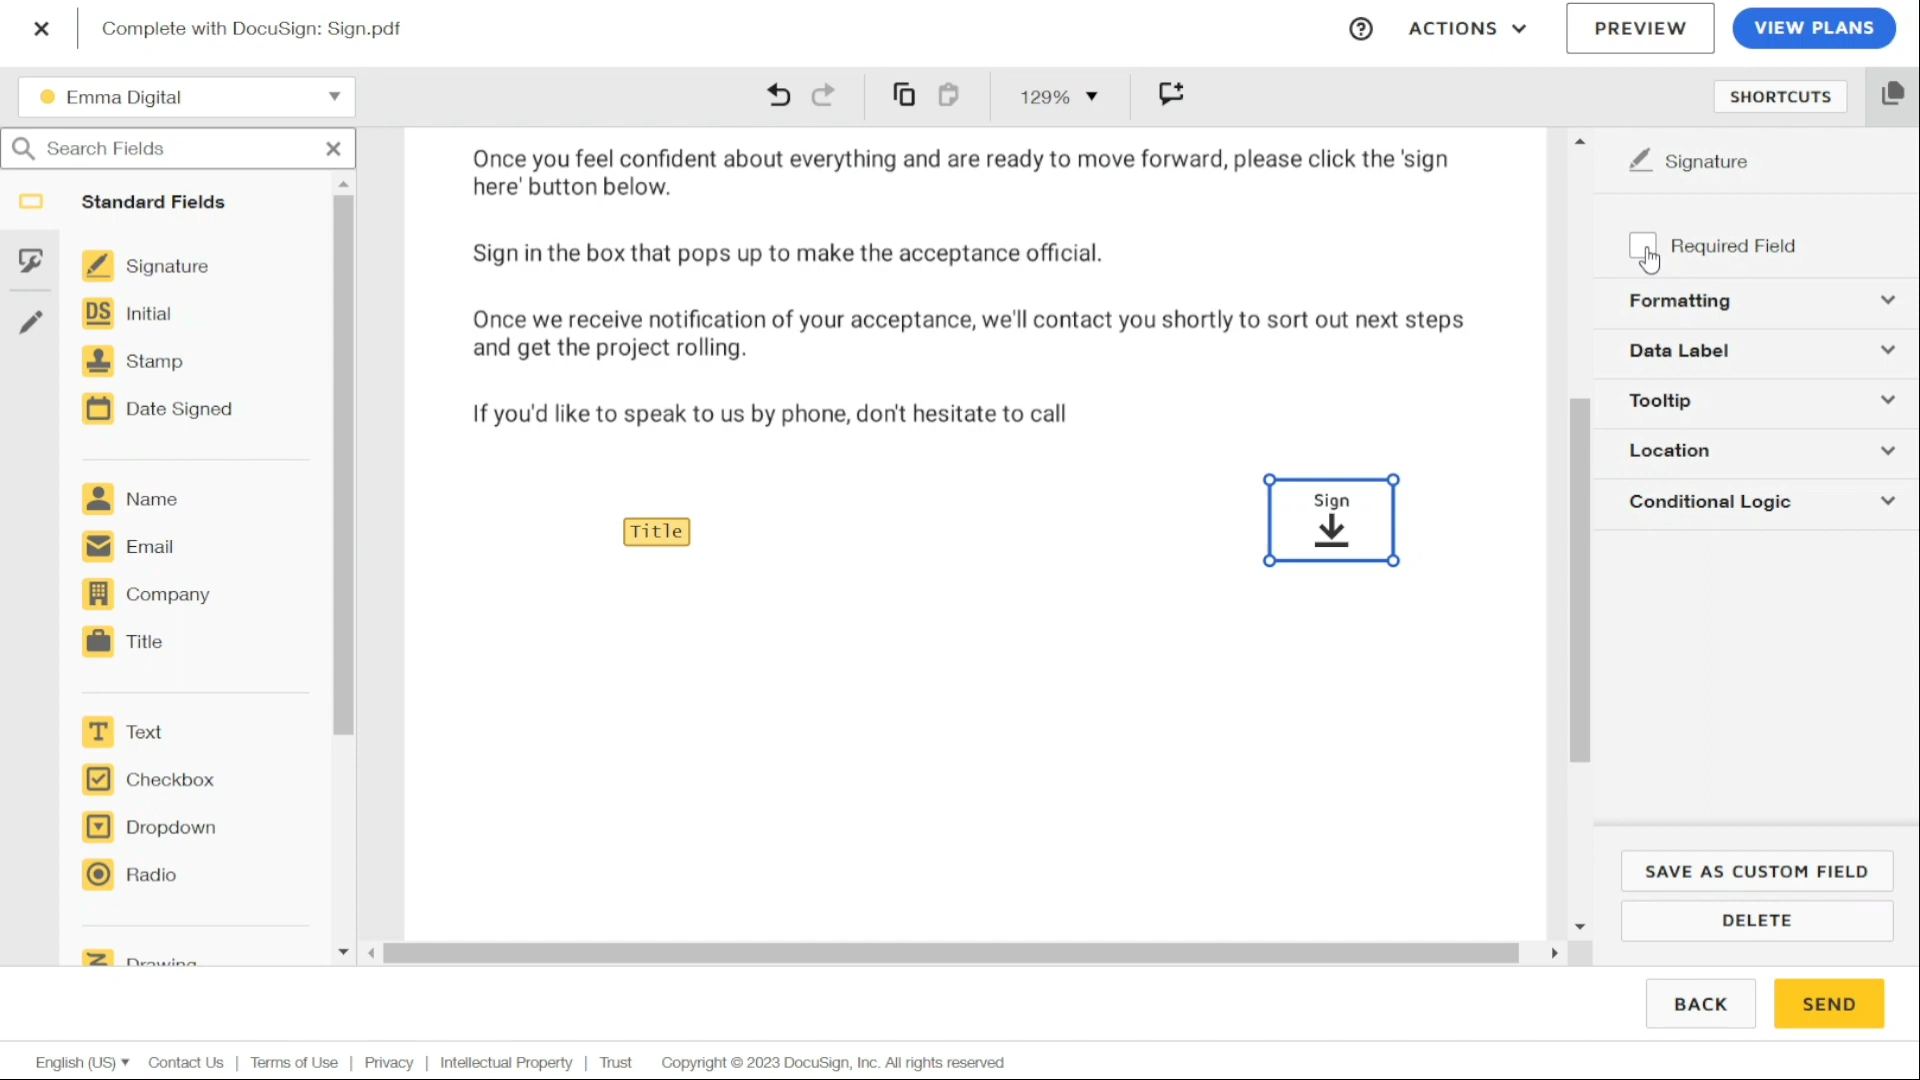 Complete with DocuSign: Sign.pdf
ACTIONS
PREVIEW
VIEW PLANS
Emma Digital
129%
SHORTCUTS
Search Fields
Standard Fields
Signature
Initial
Stamp
Date Signed
Name
Email
Company
Title
Text
Checkbox
Dropdown
Radio
Drawing
Once you feel confident about everything and are ready to move forward, please click the 'sign
here' button below.
Sign in the box that pops up to make the acceptance official.
Once we receive notification of your acceptance, we'll contact you shortly to sort out next steps
and get the project rolling.
If you'd like to speak to us by phone, don't hesitate to call
Title
Sign
Signature
Required Field
Formatting
Data Label
Tooltip
Location
Conditional Logic
SAVE AS CUSTOM FIELD
DELETE
BACK
SEND
English (US) Contact Us | Terms of Use | Privacy | Intellectual Property | Trust Copyright © 2023 DocuSign, Inc. All rights reserved